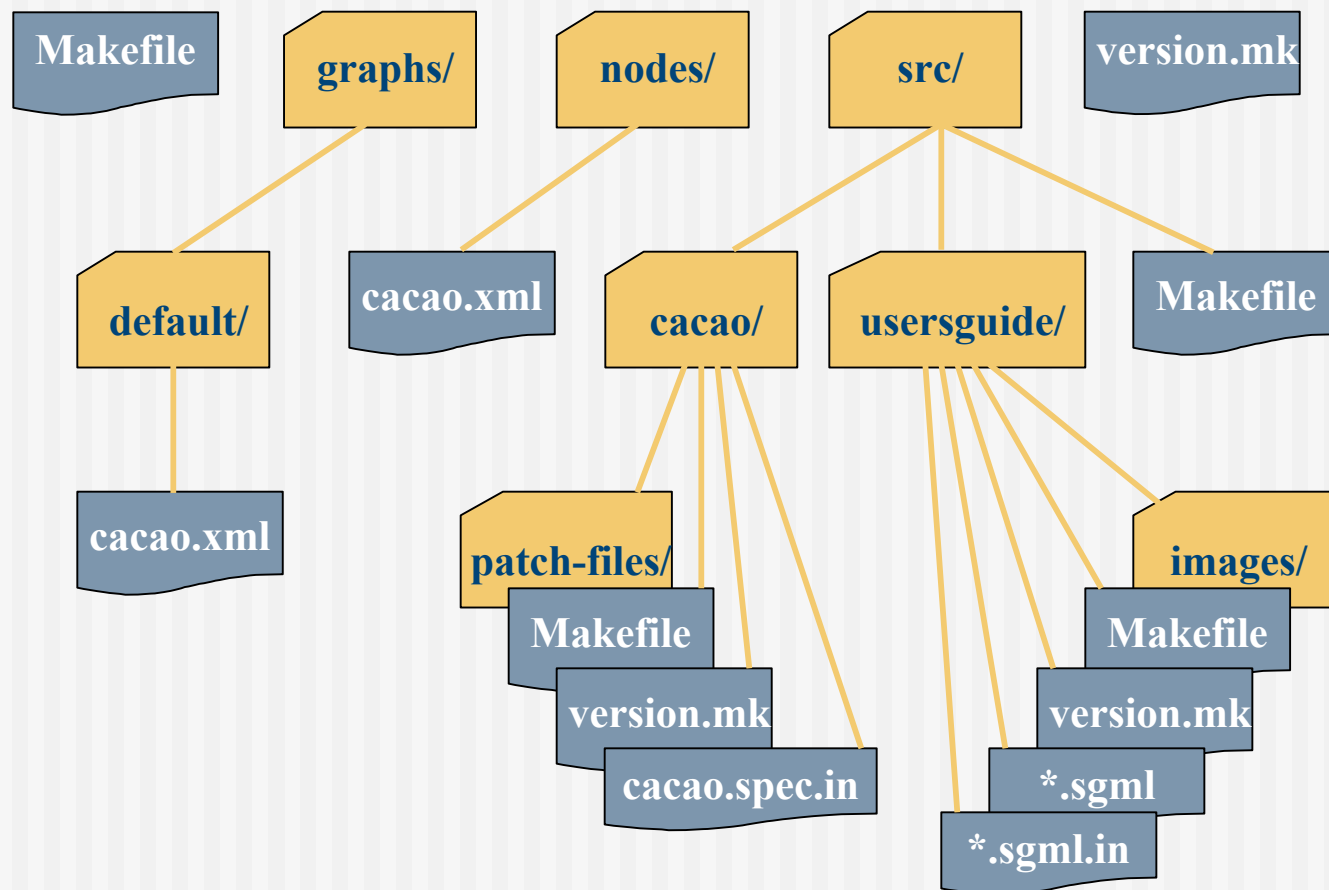 Makefile
graphs/
nodes/
src/
version.mk
default/
cacao.xml
cacao/
usersguide/
Makefile
cacao.xml
patch-files/
images/
Makefile
Makefile
version.mk
version.mk
cacao.spec.in
*.sgml
*.sgml.in